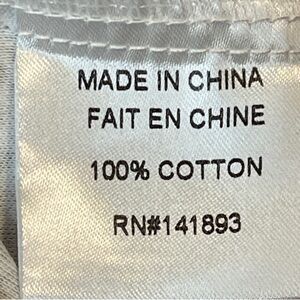 MADE IN CHINA
FAIT EN CHINE
100% COTTON
RN#141893